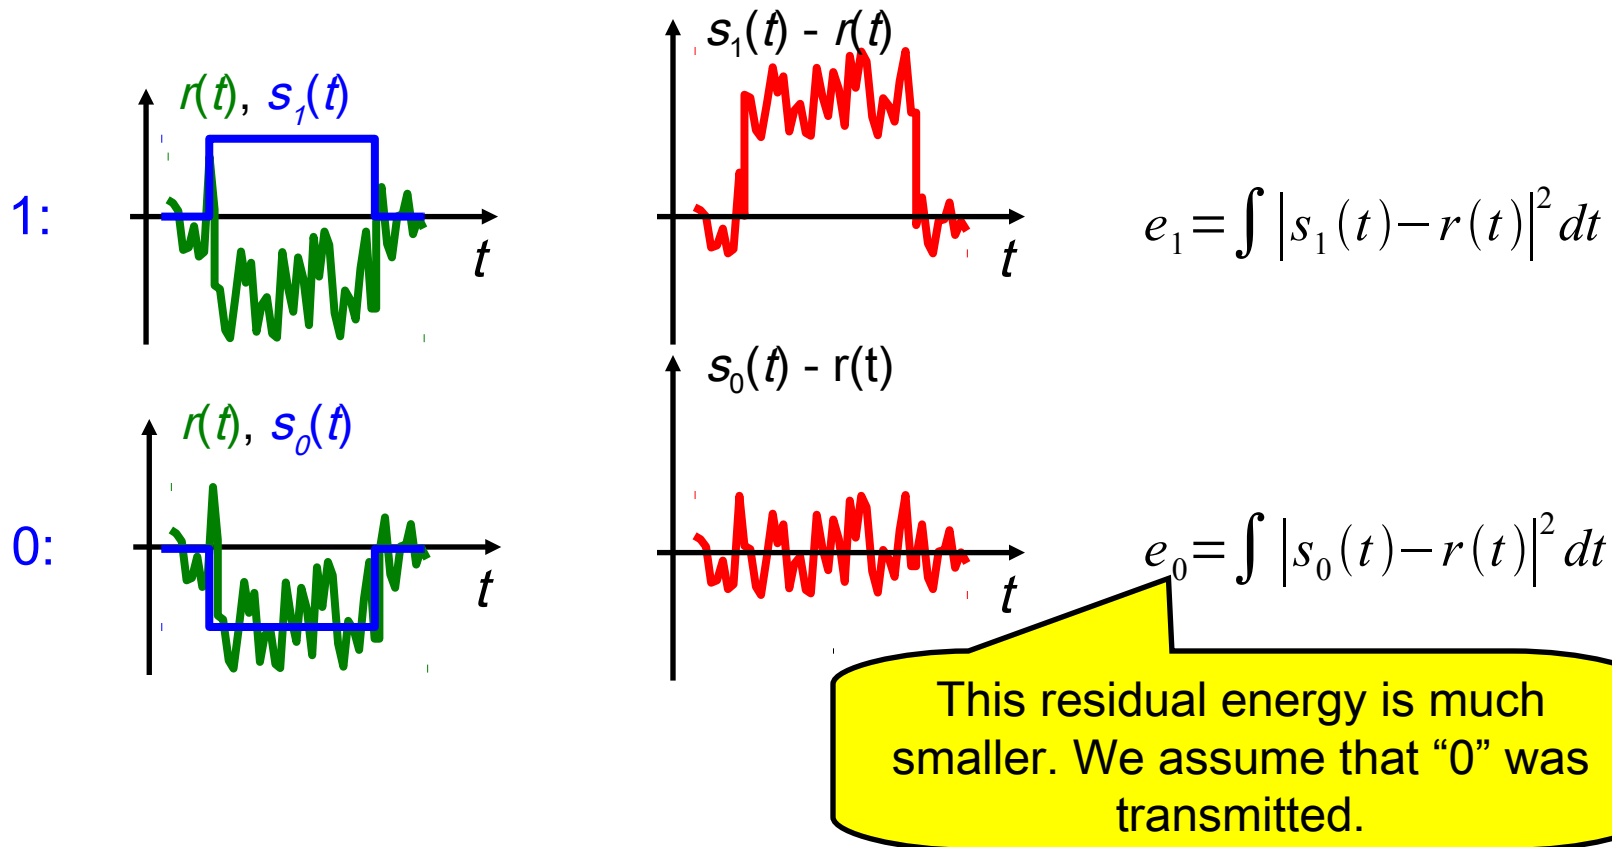 r(t), s₁(t)
s₁(t) - r(t)
1:
t
t
e₁ = ∫ |s₁(t) − r(t)|² dt
r(t), s₀(t)
s₀(t) - r(t)
0:
t
t
e₀ = ∫ |s₀(t) − r(t)|² dt
This residual energy is much
smaller. We assume that “0” was
transmitted.